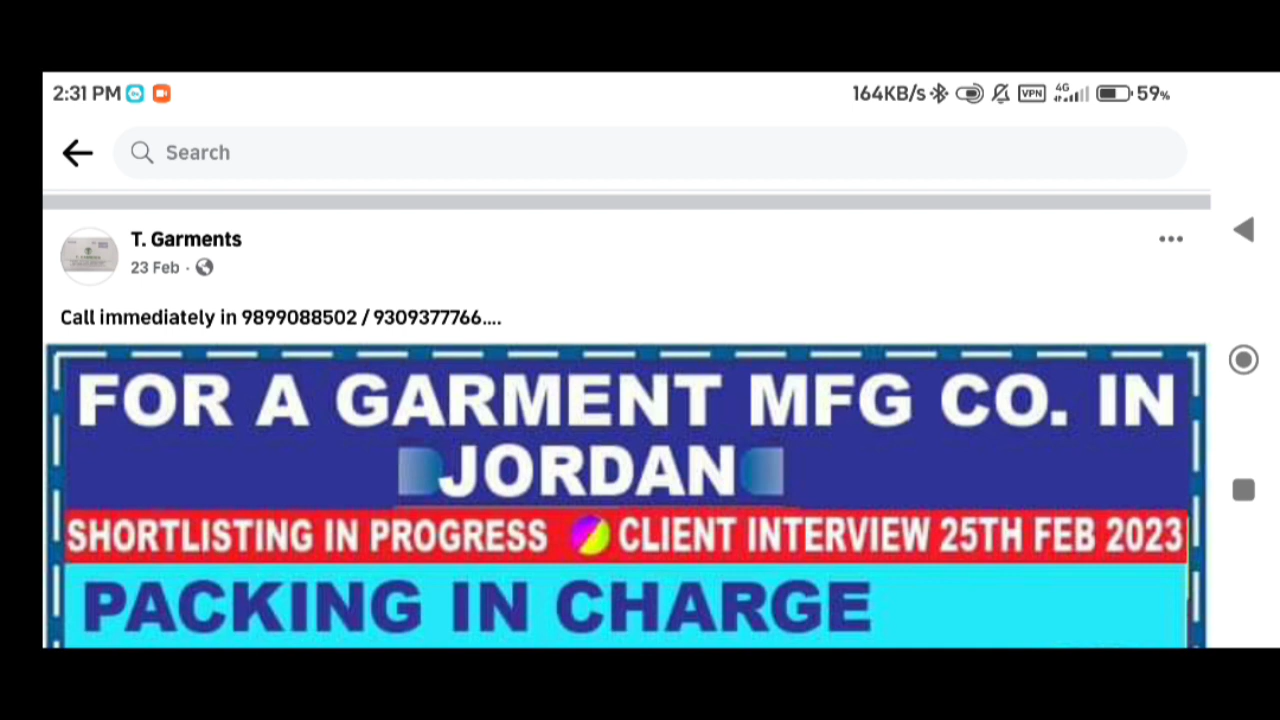 2:31 PM 164KB/s VPN 4G 59%
Search
T. Garments
23 Feb ·
Call immediately in 9899088502 / 9309377766....
FOR A GARMENT MFG CO. IN
JORDAN
SHORTLISTING IN PROGRESS CLIENT INTERVIEW 25TH FEB 2023
PACKING IN CHARGE